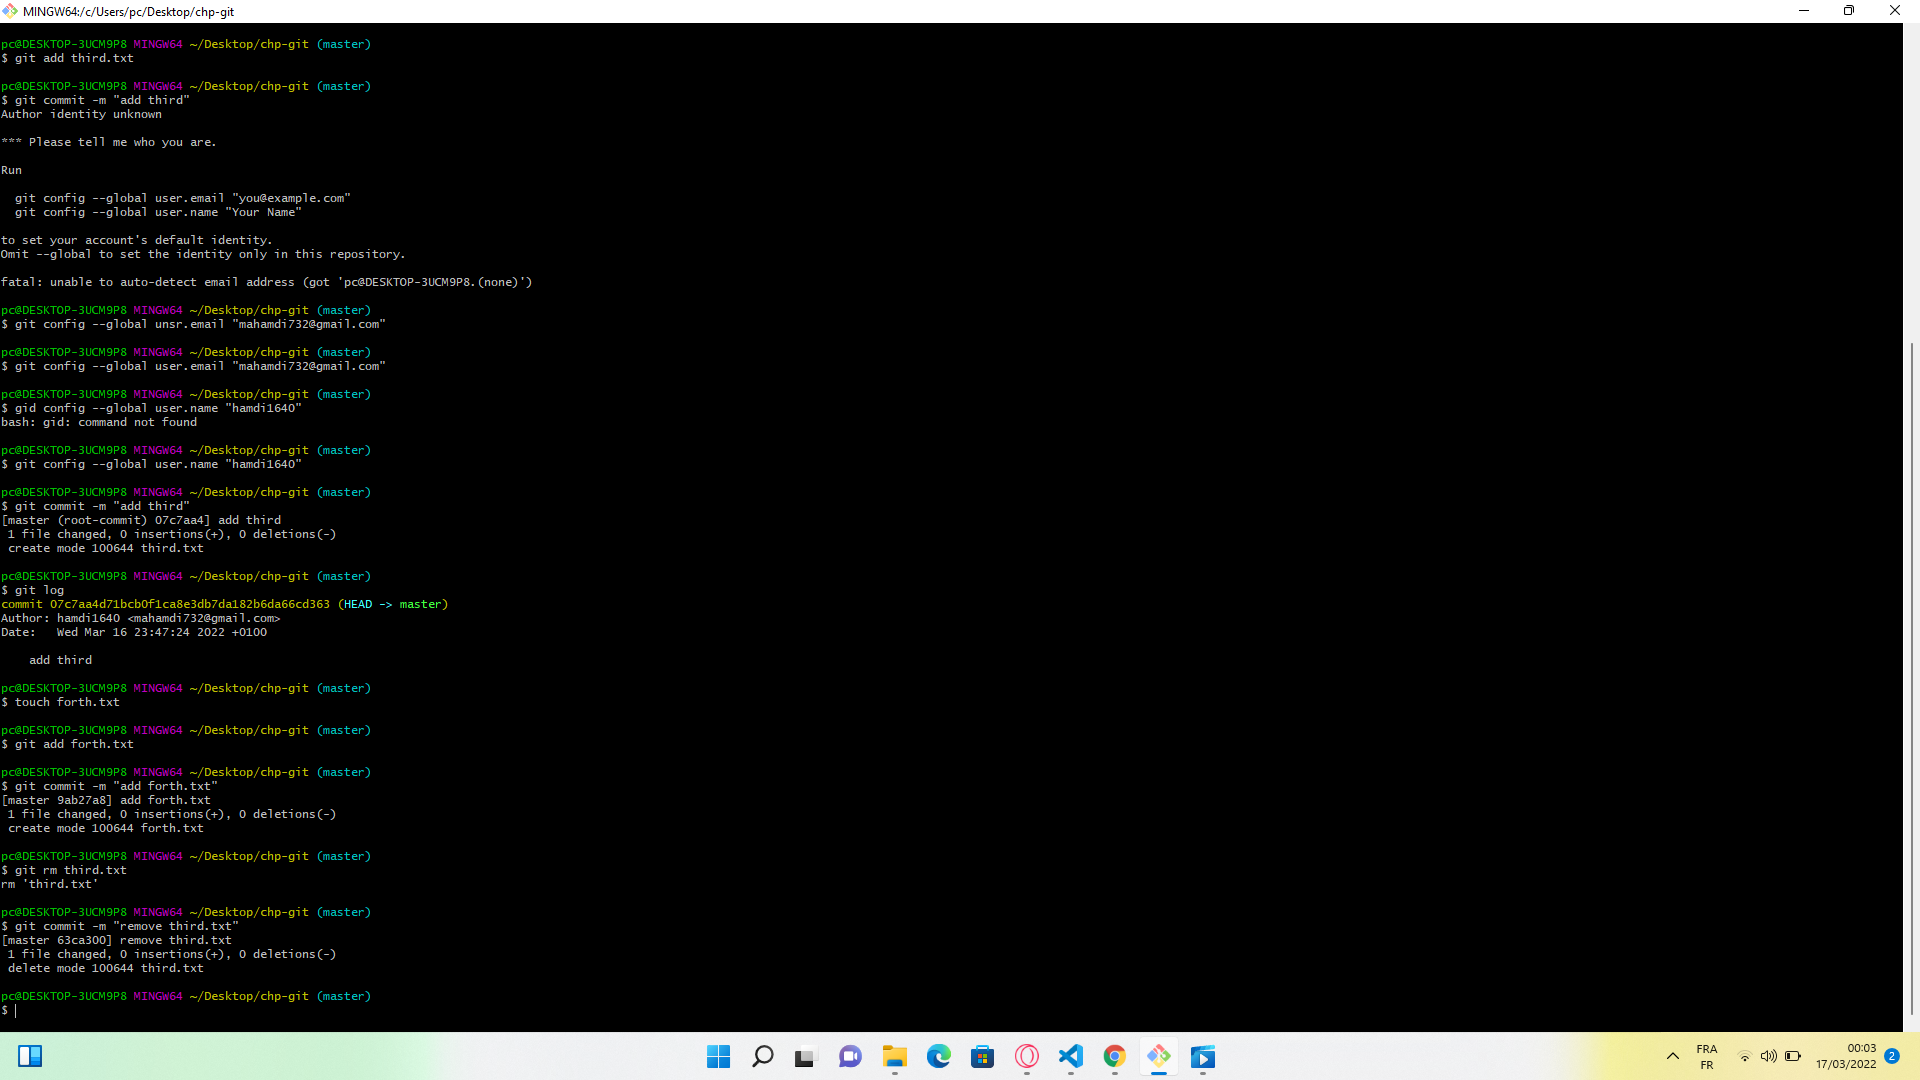 MINGW64:/c/Users/pc/Desktop/chp-git
pc@DESKTOP-3UCM9P8 MINGW64 ~/Desktop/chp-git (master)
$ git add third.txt
pc@DESKTOP-3UCM9P8 MINGW64 ~/Desktop/chp-git (master)
$ git commit -m "add third"
Author identity unknown
*** Please tell me who you are.
Run
  git config --global user.email "you@example.com"
  git config --global user.name "Your Name"
to set your account's default identity.
Omit --global to set the identity only in this repository.
fatal: unable to auto-detect email address (got 'pc@DESKTOP-3UCM9P8.(none)')
pc@DESKTOP-3UCM9P8 MINGW64 ~/Desktop/chp-git (master)
$ git config --global unsr.email "mahamdi732@gmail.com"
pc@DESKTOP-3UCM9P8 MINGW64 ~/Desktop/chp-git (master)
$ git config --global user.email "mahamdi732@gmail.com"
pc@DESKTOP-3UCM9P8 MINGW64 ~/Desktop/chp-git (master)
$ gid config --global user.name "hamdi1640"
bash: gid: command not found
pc@DESKTOP-3UCM9P8 MINGW64 ~/Desktop/chp-git (master)
$ git config --global user.name "hamdi1640"
pc@DESKTOP-3UCM9P8 MINGW64 ~/Desktop/chp-git (master)
$ git commit -m "add third"
[master (root-commit) 07c7aa4] add third
 1 file changed, 0 insertions(+), 0 deletions(-)
 create mode 100644 third.txt
pc@DESKTOP-3UCM9P8 MINGW64 ~/Desktop/chp-git (master)
$ git log
commit 07c7aa4d71bcb0f1ca8e3db7da182b6da66cd363 (HEAD -> master)
Author: hamdi1640 <mahamdi732@gmail.com>
Date:   Wed Mar 16 23:47:24 2022 +0100
    add third
pc@DESKTOP-3UCM9P8 MINGW64 ~/Desktop/chp-git (master)
$ touch forth.txt
pc@DESKTOP-3UCM9P8 MINGW64 ~/Desktop/chp-git (master)
$ git add forth.txt
pc@DESKTOP-3UCM9P8 MINGW64 ~/Desktop/chp-git (master)
$ git commit -m "add forth.txt"
[master 9ab27a8] add forth.txt
 1 file changed, 0 insertions(+), 0 deletions(-)
 create mode 100644 forth.txt
pc@DESKTOP-3UCM9P8 MINGW64 ~/Desktop/chp-git (master)
$ git rm third.txt
rm 'third.txt'
pc@DESKTOP-3UCM9P8 MINGW64 ~/Desktop/chp-git (master)
$ git commit -m "remove third.txt"
[master 63ca300] remove third.txt
 1 file changed, 0 insertions(+), 0 deletions(-)
 delete mode 100644 third.txt
pc@DESKTOP-3UCM9P8 MINGW64 ~/Desktop/chp-git (master)
$
FRA
FR
00:03
17/03/2022
2